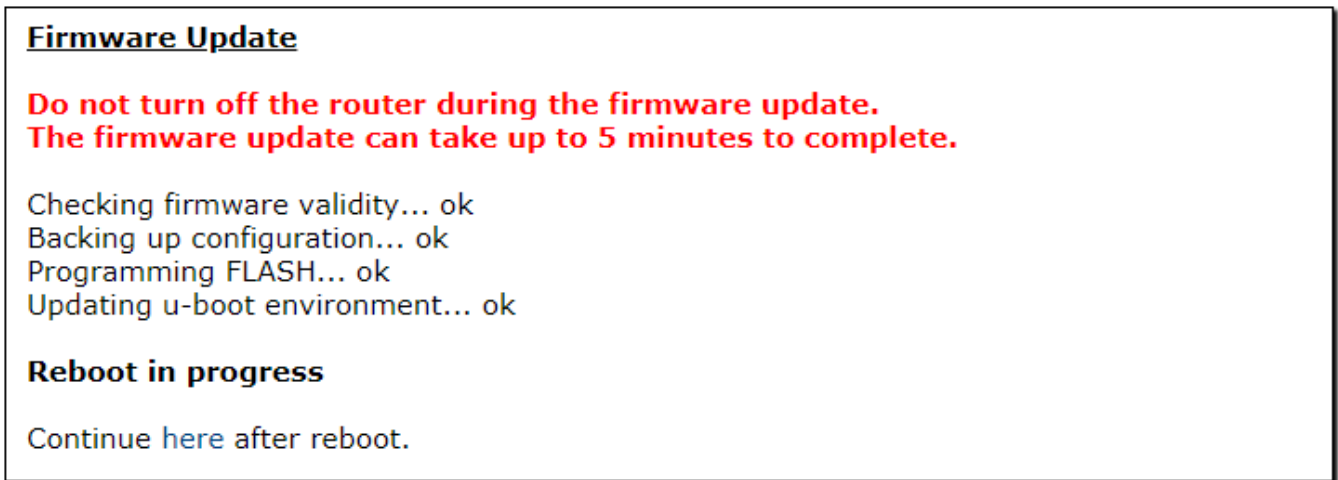 Firmware Update
Do not turn off the router during the firmware update.
The firmware update can take up to 5 minutes to complete.
Checking firmware validity... ok
Backing up configuration... ok
Programming FLASH... ok
Updating u-boot environment... ok
Reboot in progress
Continue here after reboot.